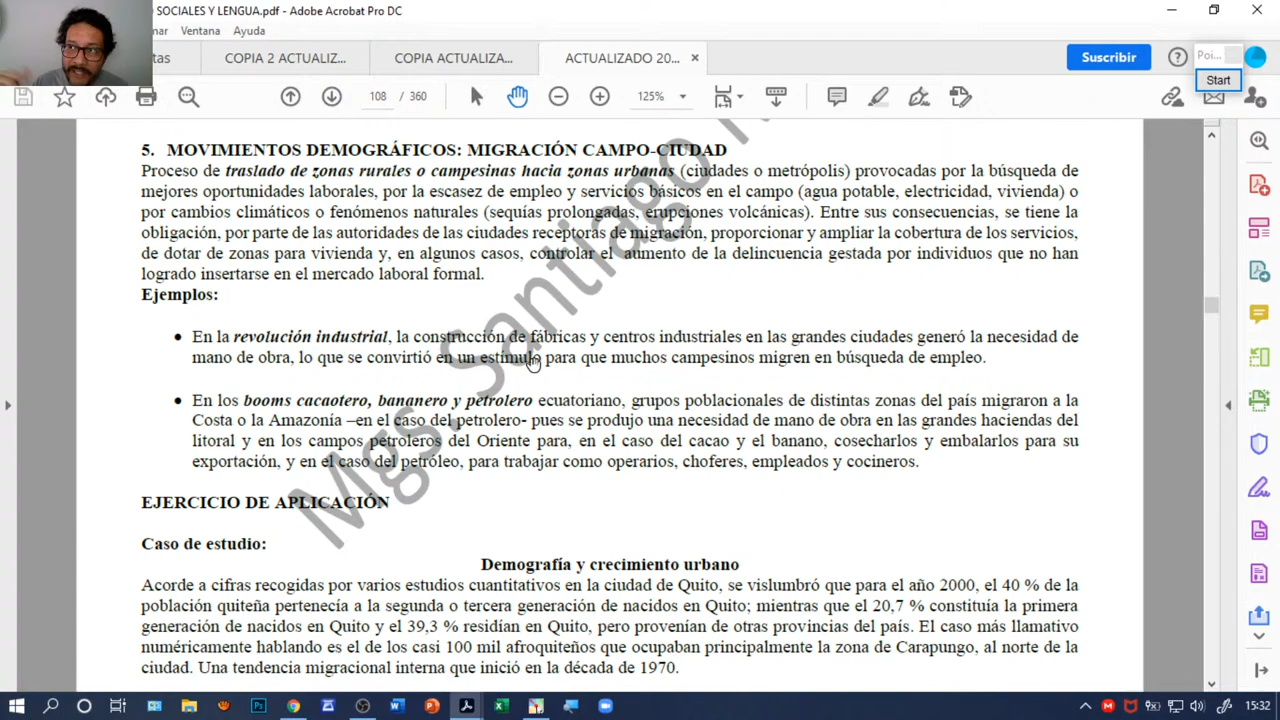 SOCIALES Y LENGUA.pdf - Adobe Acrobat Pro DC
Ventana Ayuda
COPIA 2 ACTUALIZ... COPIA ACTUALIZA... ACTUALIZADO 20... × Suscribir Poi...
Start
108 / 360 125%
5. MOVIMIENTOS DEMOGRÁFICOS: MIGRACIÓN CAMPO-CIUDAD
Proceso de traslado de zonas rurales o campesinas hacia zonas urbanas (ciudades o metrópolis) provocadas por la búsqueda de
mejores oportunidades laborales, por la escasez de empleo y servicios básicos en el campo (agua potable, electricidad, vivienda) o
por cambios climáticos o fenómenos naturales (sequías prolongadas, erupciones volcánicas). Entre sus consecuencias, se tiene la
obligación, por parte de las autoridades de las ciudades receptoras de migración, proporcionar y ampliar la cobertura de los servicios,
de dotar de zonas para vivienda y, en algunos casos, controlar el aumento de la delincuencia gestada por individuos que no han
logrado insertarse en el mercado laboral formal.
Ejemplos:
• En la revolución industrial, la construcción de fábricas y centros industriales en las grandes ciudades generó la necesidad de
mano de obra, lo que se convirtió en un estímulo para que muchos campesinos migren en búsqueda de empleo.
• En los booms cacaotero, bananero y petrolero ecuatoriano, grupos poblacionales de distintas zonas del país migraron a la
Costa o la Amazonía –en el caso del petrolero- pues se produjo una necesidad de mano de obra en las grandes haciendas del
litoral y en los campos petroleros del Oriente para, en el caso del cacao y el banano, cosecharlos y embalarlos para su
exportación, y en el caso del petróleo, para trabajar como operarios, choferes, empleados y cocineros.
EJERCICIO DE APLICACIÓN
Caso de estudio:
Demografía y crecimiento urbano
Acorde a cifras recogidas por varios estudios cuantitativos en la ciudad de Quito, se vislumbró que para el año 2000, el 40 % de la
población quiteña pertenecía a la segunda o tercera generación de nacidos en Quito; mientras que el 20,7 % constituía la primera
generación de nacidos en Quito y el 39,3 % residían en Quito, pero provenían de otras provincias del país. El caso más llamativo
numéricamente hablando es el de los casi 100 mil afroquiteños que ocupaban principalmente la zona de Carapungo, al norte de la
ciudad. Una tendencia migracional interna que inició en la década de 1970.
Mgs. Santiago
15:32